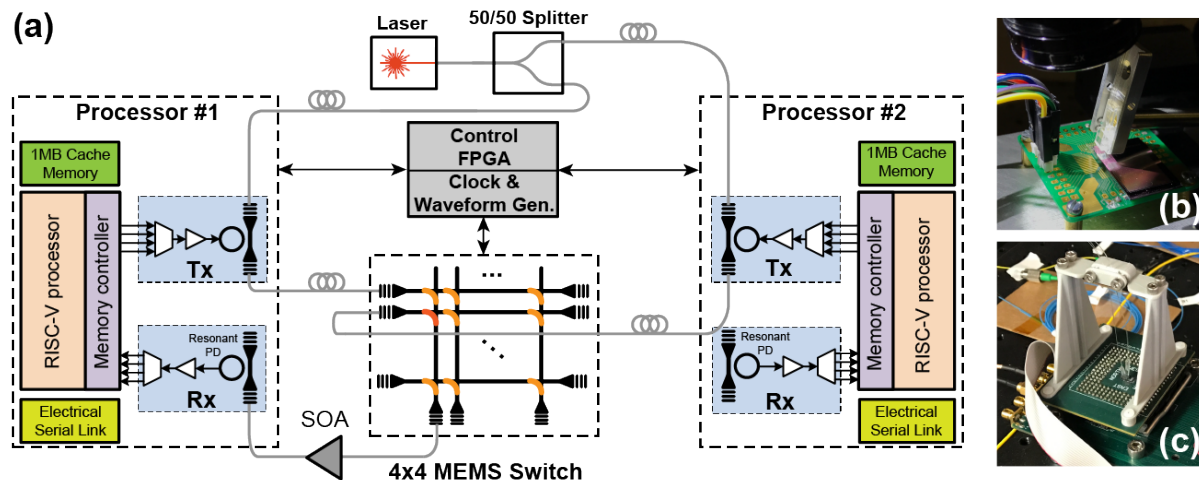 (a)
Laser
50/50 Splitter
Processor #1
Processor #2
1MB Cache
Memory
RISC-V processor
Memory controller
Tx
Resonant
PD
Rx
Electrical
Serial Link
Control
FPGA
Clock &
Waveform Gen.
...
SOA
4x4 MEMS Switch
1MB Cache
Memory
Tx
Memory controller
RISC-V processor
Resonant
PD
Rx
Electrical
Serial Link
(b)
(c)